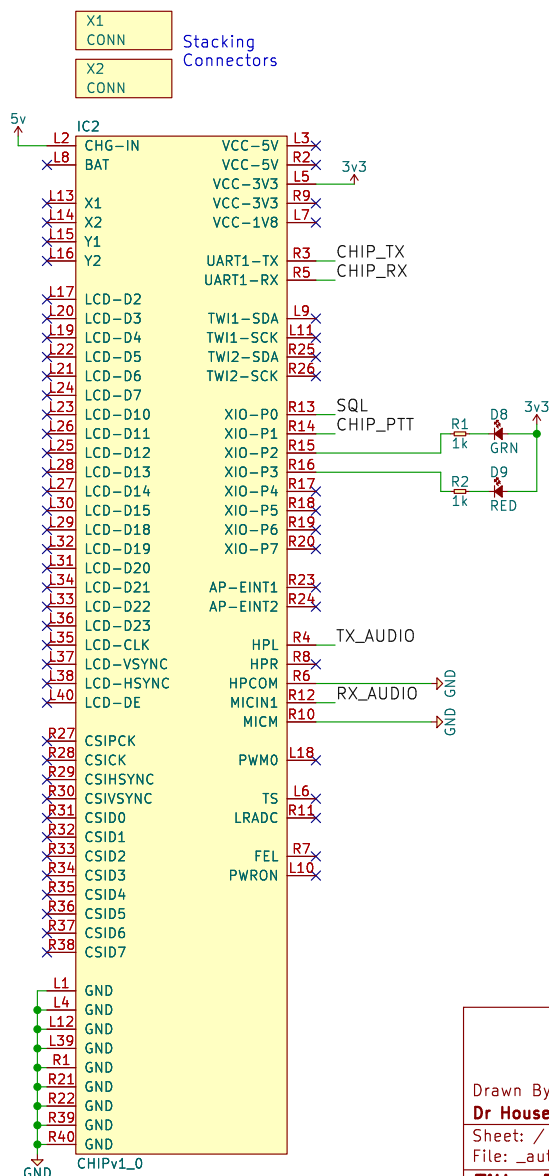 X1
CONN
X2
CONN
Stacking
Connectors
5v
IC2
L2 CHG-IN
L8 BAT
L13 X1
L14 X2
L15 Y1
L16 Y2
L17 LCD-D2
L20 LCD-D3
L19 LCD-D4
L22 LCD-D5
L21 LCD-D6
L24 LCD-D7
L23 LCD-D10
L26 LCD-D11
L25 LCD-D12
L28 LCD-D13
L27 LCD-D14
L30 LCD-D15
L29 LCD-D18
L32 LCD-D19
L31 LCD-D20
L34 LCD-D21
L33 LCD-D22
L36 LCD-D23
L35 LCD-CLK
L37 LCD-VSYNC
L38 LCD-HSYNC
L40 LCD-DE
R27 CSIPCK
R28 CSICK
R29 CSIHSYNC
R30 CSIVSYNC
R31 CSID0
R32 CSID1
R33 CSID2
R34 CSID3
R35 CSID4
R36 CSID5
R37 CSID6
R38 CSID7
L1 GND
L4 GND
L12 GND
L39 GND
R1 GND
R21 GND
R22 GND
R39 GND
R40 GND
GND
CHIPv1_0
VCC-5V L3
VCC-5V R2
VCC-3V3 L5
3v3
VCC-3V3 R9
VCC-1V8 L7
UART1-TX R3 CHIP_TX
UART1-RX R5 CHIP_RX
TWI1-SDA L9
TWI1-SCK L11
TWI2-SDA R25
TWI2-SCK R26
XIO-P0 R13 SQL
XIO-P1 R14 CHIP_PTT
XIO-P2 R15
XIO-P3 R16
XIO-P4 R17
XIO-P5 R18
XIO-P6 R19
XIO-P7 R20
R1
1k
D8
GRN
3v3
R2
1k
D9
RED
AP-EINT1 R23
AP-EINT2 R24
HPL R4 TX_AUDIO
HPR R8
HPCOM R6 GND
MICIN1 R12 RX_AUDIO
MICM R10 GND
PWM0 L18
TS L6
LRADC R11
FEL R7
PWRON L10
Drawn By
Dr House
Sheet: /
File: _aut